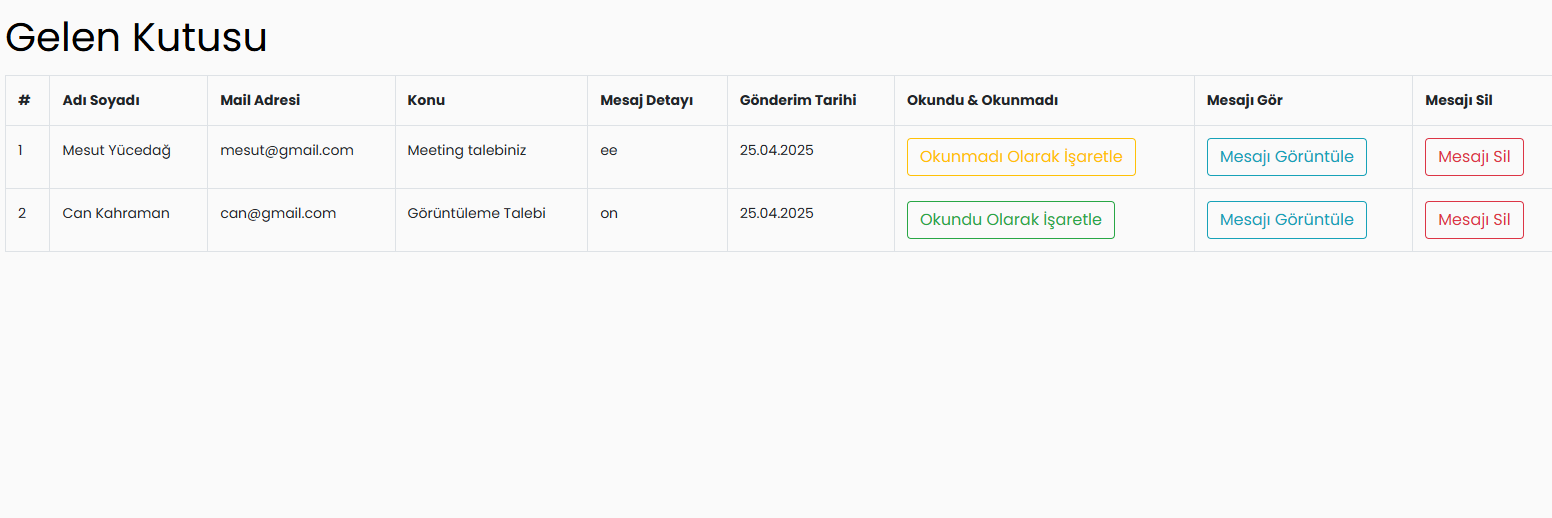 Gelen Kutusu
# Adı Soyadı Mail Adresi Konu Mesaj Detayı Gönderim Tarihi Okundu & Okunmadı Mesajı Gör Mesajı Sil
1 Mesut Yücedağ mesut@gmail.com Meeting talebiniz ee 25.04.2025 Okunmadı Olarak İşaretle Mesajı Görüntüle Mesajı Sil
2 Can Kahraman can@gmail.com Görüntüleme Talebi on 25.04.2025 Okundu Olarak İşaretle Mesajı Görüntüle Mesajı Sil